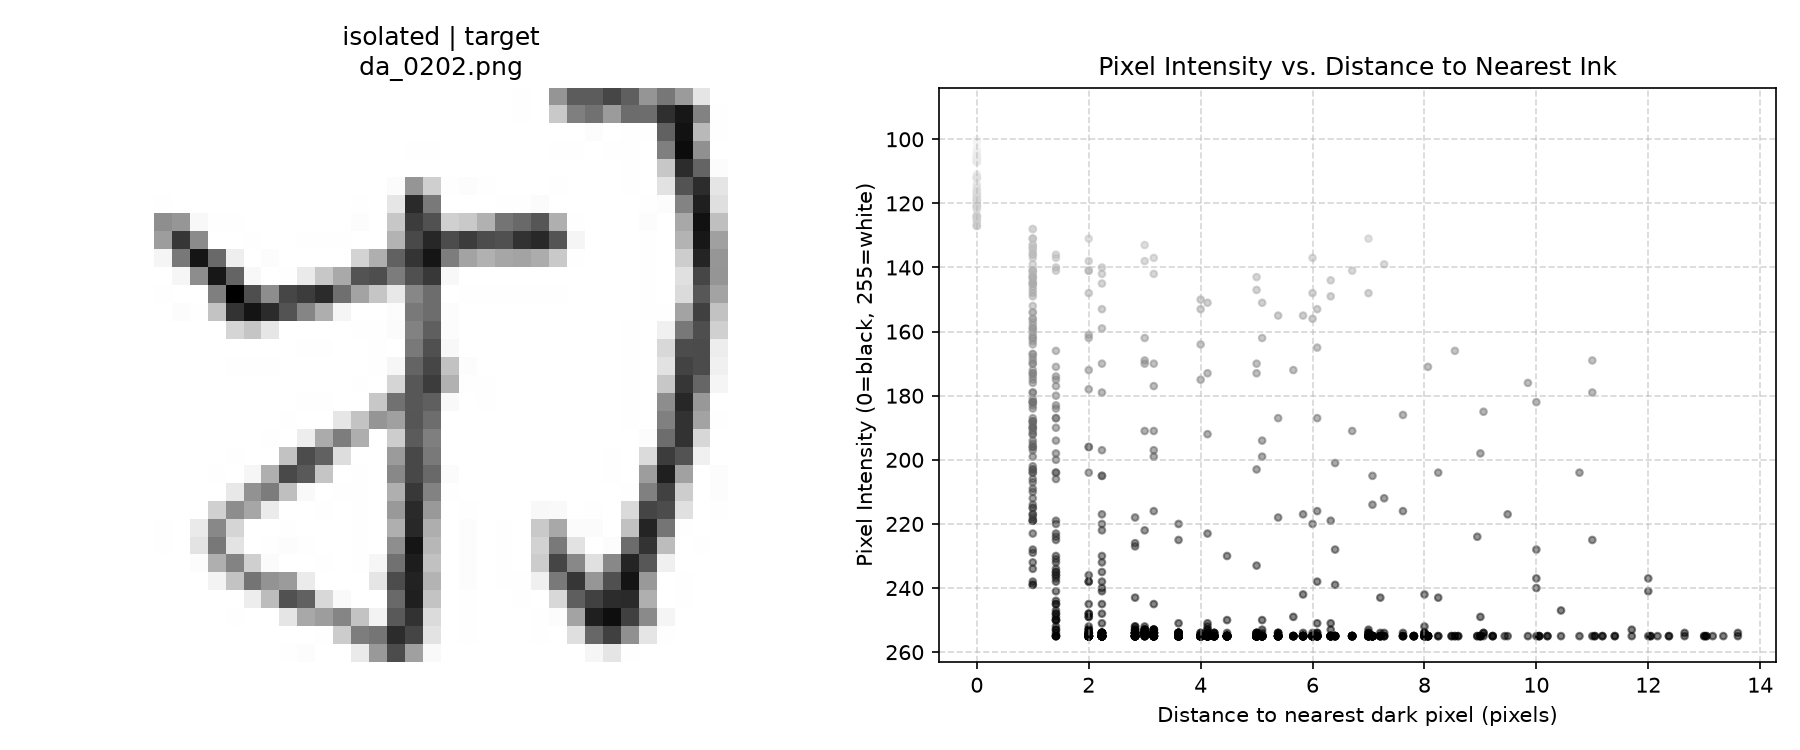 isolated | target
da_0202.png
Pixel Intensity vs. Distance to Nearest Ink
Pixel Intensity (0=black, 255=white)
100
120
140
160
180
200
220
240
260
0 2 4 6 8 10 12 14
Distance to nearest dark pixel (pixels)